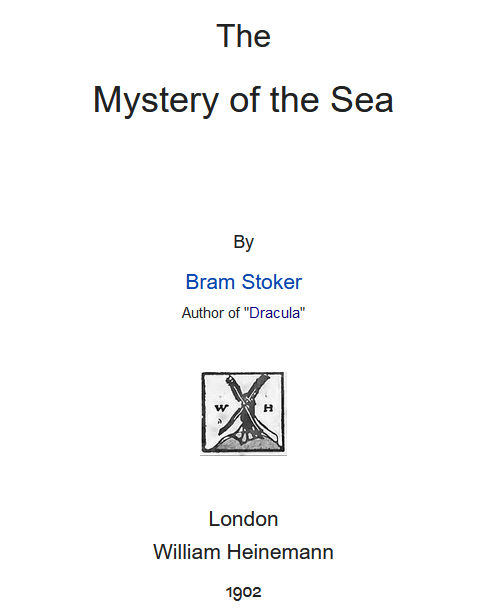 The
Mystery of the Sea
By
Bram Stoker
Author of "Dracula"
W H
London
William Heinemann
1902